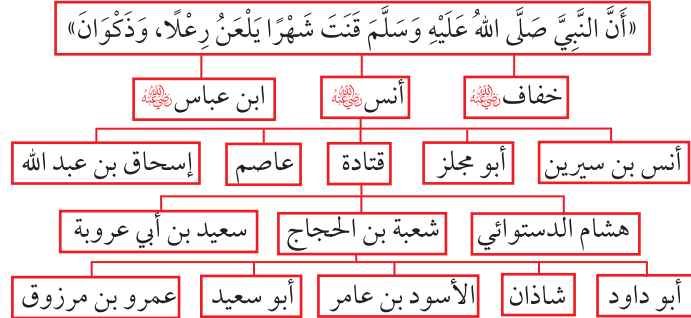 «أَنَّ النَّبِيَّ صَلَّى اللهُ عَلَيْهِ وَسَلَّمَ قَنَتَ شَهْرًا يَلْعَنُ رِعْلًا، وَذَكْوَانَ»
خفاف رضي الله عنه أنس رضي الله عنه ابن عباس رضي الله عنه
أنس بن سيرين أبو مجلز قتادة عاصم إسحاق بن عبد الله
هشام الدستوائي شعبة بن الحجاج سعيد بن أبي عروبة
أبو داود شاذان الأسود بن عامر أبو سعيد عمرو بن مرزوق